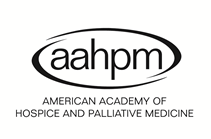 aahpm
AMERICAN ACADEMY OF
HOSPICE AND PALLIATIVE MEDICINE